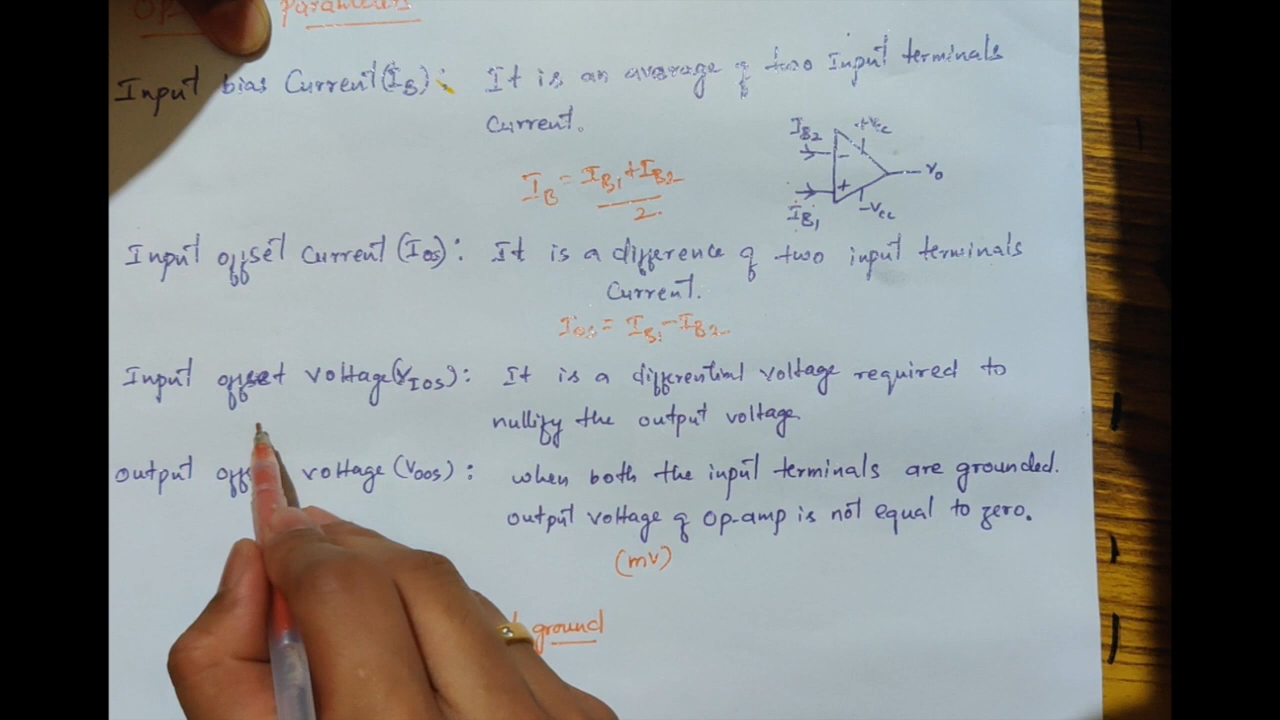 Parameters
Input bias Current (IB): It is an average of two Input terminals
Current.
IB2 +Vcc
IB = IB1 + IB2 / 2
- + Vo
IB1 -Vcc
Input offset Current (Ios): It is a difference of two input terminals
Current.
Ios = IB1 - IB2
Input offset voltage (VIOS): It is a differential voltage required to
nullify the output voltage.
Output voltage (VOOS): when both the input terminals are grounded.
output voltage of op-amp is not equal to zero.
(mv)
ground